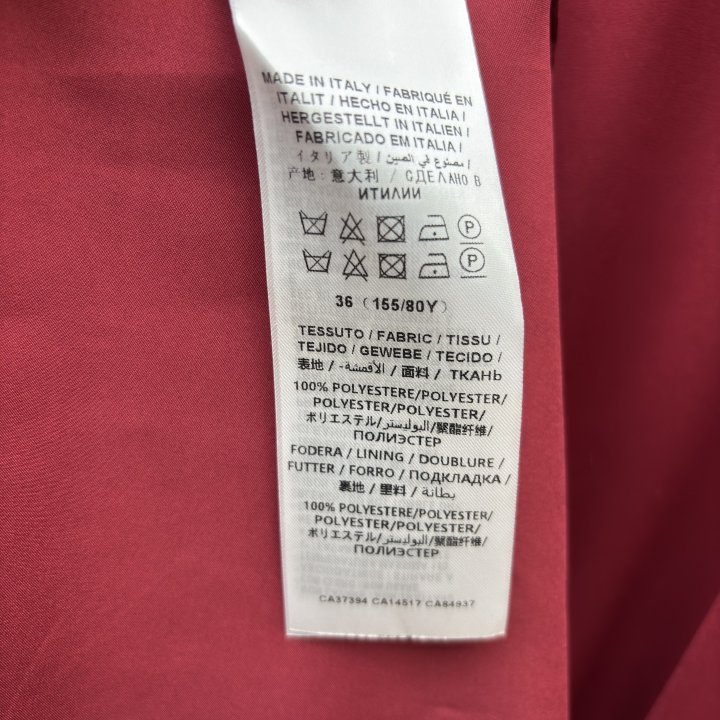 MADE IN ITALY / FABRIQUÉ EN
ITALIT / HECHO EN ITALIA /
HERGESTELLT IN ITALIEN /
FABRICADO EM ITALIA /
イタリア製 / مصنوع في الصين /
产地：意大利 / СДЕЛАНО В
ИТИЛИИ
P
P
36 （155/80Y）
TESSUTO / FABRIC / TISSU /
TEJIDO / GEWEBE / TECIDO /
表地 / الأقمشة- / 面料 / ТКАНЬ
100% POLYESTERE/POLYESTER/
POLYESTER/POLYESTER/
ポリエステル/البوليستر/聚酯纤维/
ПОЛИЭСТЕР
FODERA / LINING / DOUBLURE /
FUTTER / FORRO / ПОДКЛАДКА /
裏地 / 里料 / بطانة /
100% POLYESTERE/POLYESTER/
POLYESTER/POLYESTER/
ポリエステル/البوليستر/聚酯纤维/
ПОЛИЭСТЕР
CA37394 CA14517 CA84937